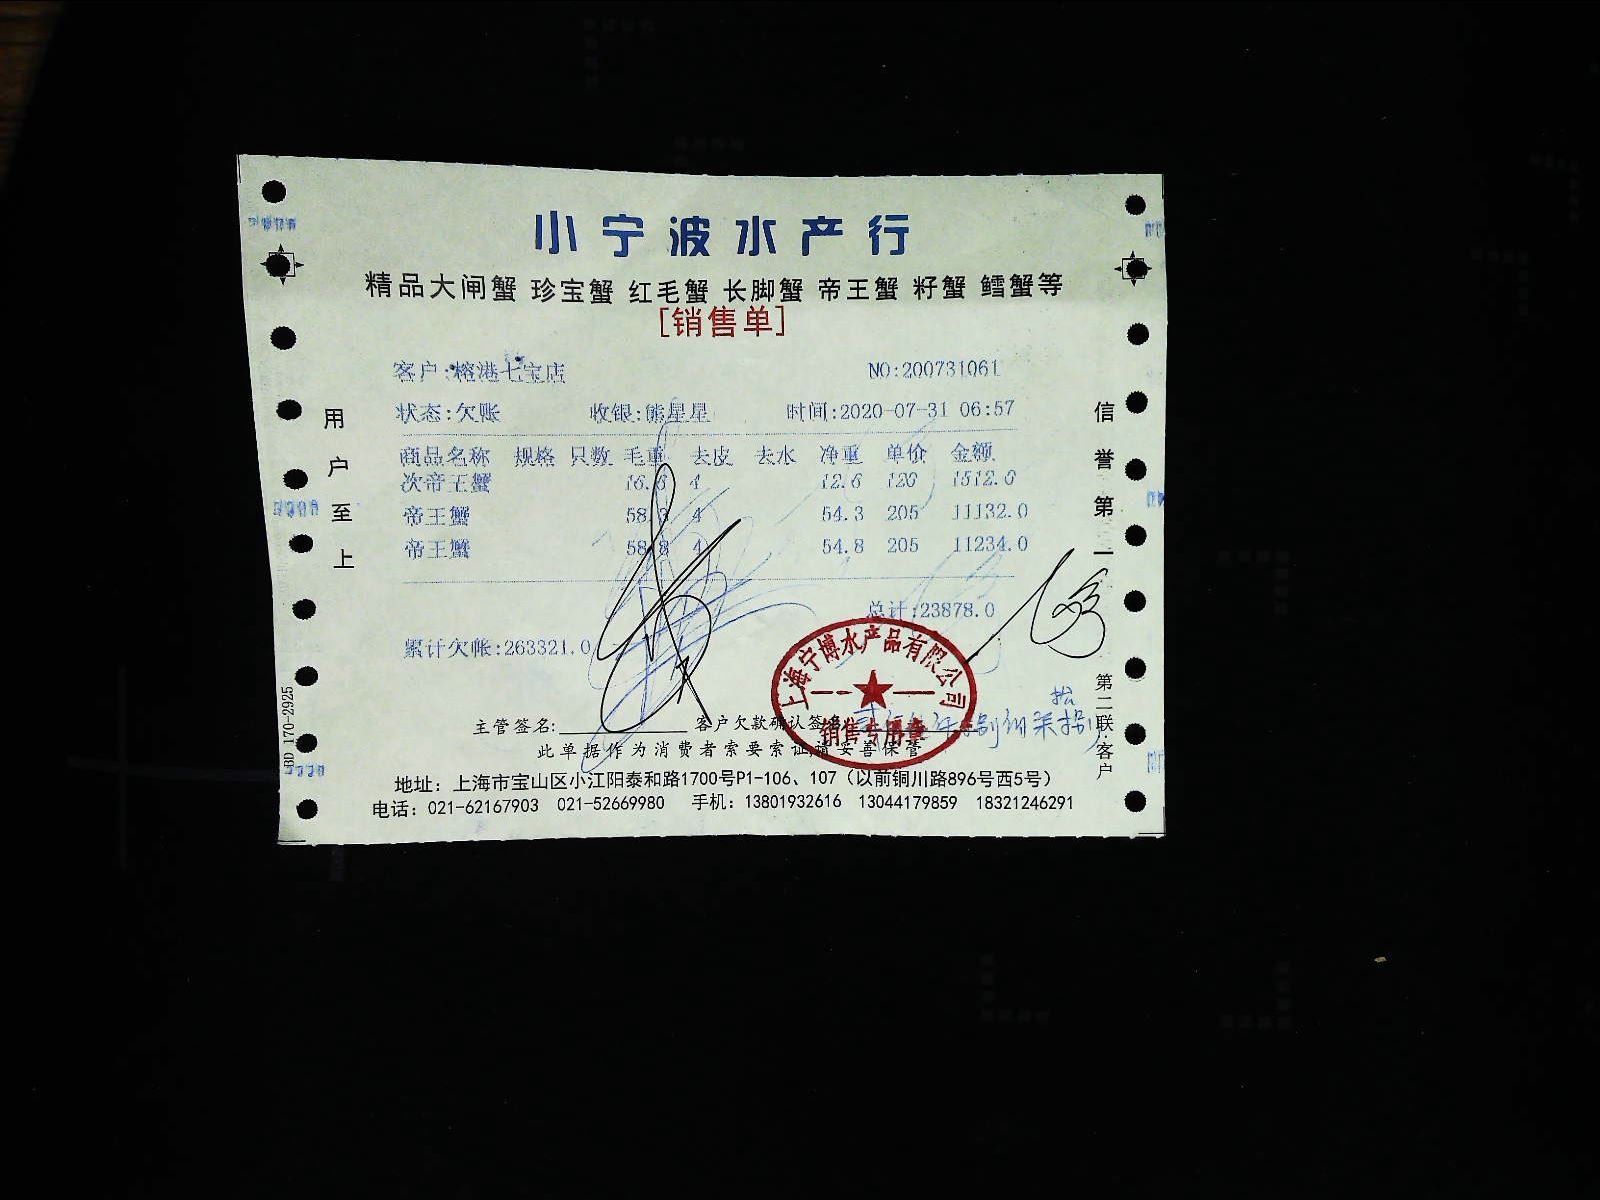 小宁波水产行
精品大闸蟹 珍宝蟹 红毛蟹 长脚蟹 帝王蟹 籽蟹 鳕蟹等
[销售单]
客户:榕港七宝店 NO:200731061
状态:欠账 收银:熊星星 时间:2020-07-31 06:57
商品名称 规格 只数 毛重 去皮 去水 净重 单价 金额
次帝王蟹 16.6 4 12.6 120 1512.0
帝王蟹 58.3 4 54.3 205 11132.0
帝王蟹 58.8 4 54.8 205 11234.0
总计:23878.0
累计欠帐:263321.0
上海宁博水产品有限公司
销售专用章
主管签名: 客户欠款确认签名:
此单据作为消费者索要索证,请妥善保管
地址：上海市宝山区小江阳泰和路1700号P1-106、107（以前铜川路896号西5号）
电话：021-62167903 021-52669980 手机：13801932616 13044179859 18321246291
用户至上
信誉第一
第二联:客户
BD 170-2925